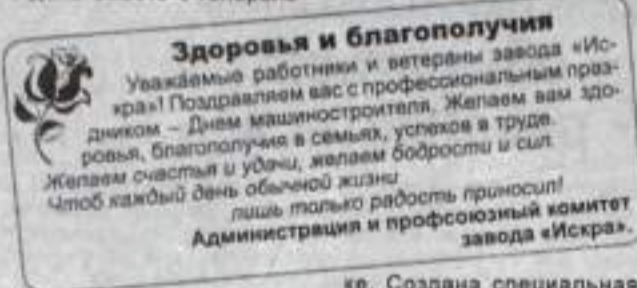 Здоровья и благополучия
Уважаемые работники и ветераны завода «Ис-
кра»! Поздравляем вас с профессиональным праз-
дником – Днем машиностроителя. Желаем вам здо-
ровья, благополучия в семьях, успехов в труде.
Желаем счастья и удачи, желаем бодрости и сил.
Чтоб каждый день обычной жизни
лишь только радость приносил!
Администрация и профсоюзный комитет
завода «Искра».
ке. Создана специальная